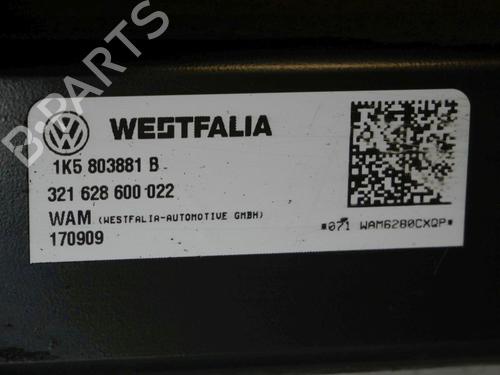 WESTFALIA
1K5 803881 B
321 628 600 022
WAM (WESTFALIA-AUTOMOTIVE GMBH)
170909
*071 WAM6280CXQP*
B-PARTS